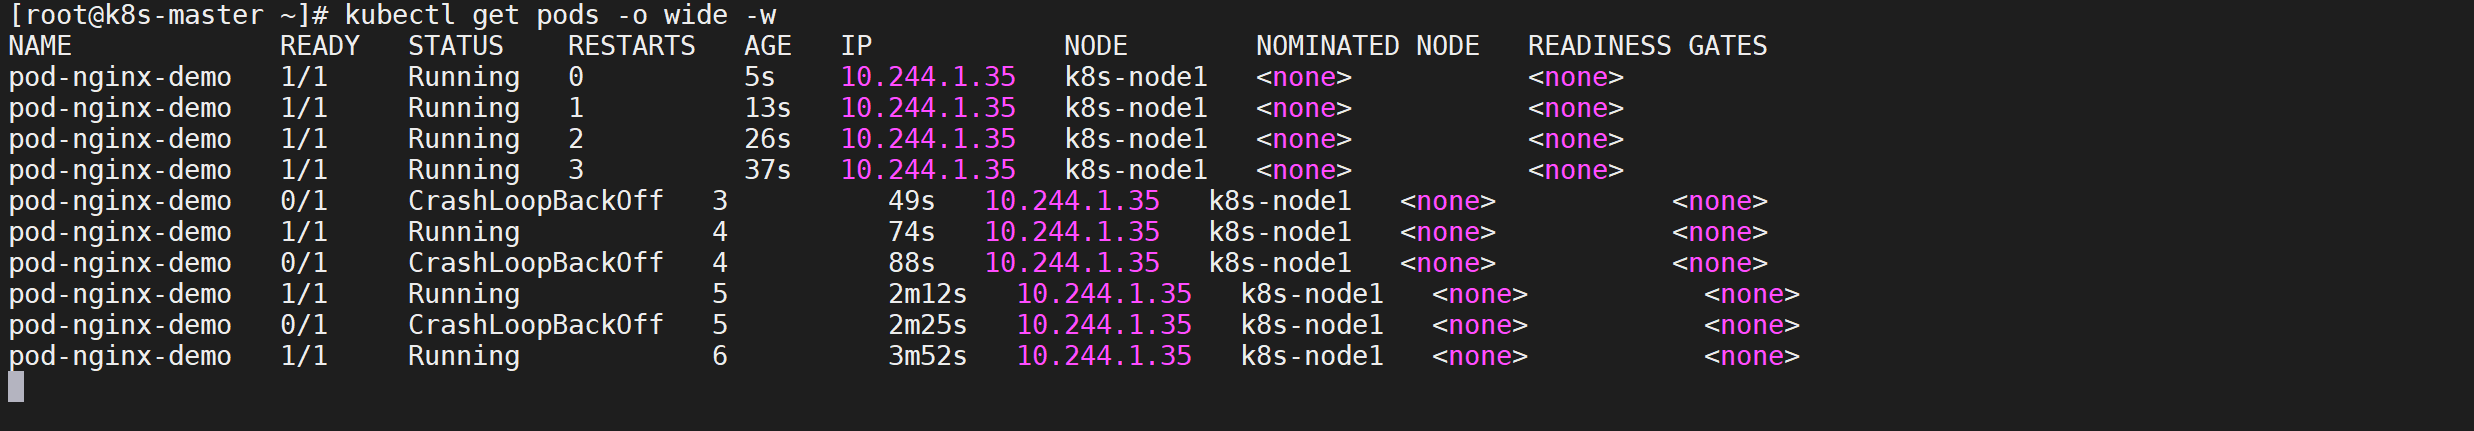 [root@k8s-master ~]# kubectl get pods -o wide -w
NAME             READY   STATUS    RESTARTS   AGE   IP            NODE        NOMINATED NODE   READINESS GATES
pod-nginx-demo   1/1     Running   0          5s    10.244.1.35   k8s-node1   <none>           <none>
pod-nginx-demo   1/1     Running   1          13s   10.244.1.35   k8s-node1   <none>           <none>
pod-nginx-demo   1/1     Running   2          26s   10.244.1.35   k8s-node1   <none>           <none>
pod-nginx-demo   1/1     Running   3          37s   10.244.1.35   k8s-node1   <none>           <none>
pod-nginx-demo   0/1     CrashLoopBackOff   3          49s   10.244.1.35   k8s-node1   <none>           <none>
pod-nginx-demo   1/1     Running            4          74s   10.244.1.35   k8s-node1   <none>           <none>
pod-nginx-demo   0/1     CrashLoopBackOff   4          88s   10.244.1.35   k8s-node1   <none>           <none>
pod-nginx-demo   1/1     Running            5          2m12s   10.244.1.35   k8s-node1   <none>           <none>
pod-nginx-demo   0/1     CrashLoopBackOff   5          2m25s   10.244.1.35   k8s-node1   <none>           <none>
pod-nginx-demo   1/1     Running            6          3m52s   10.244.1.35   k8s-node1   <none>           <none>